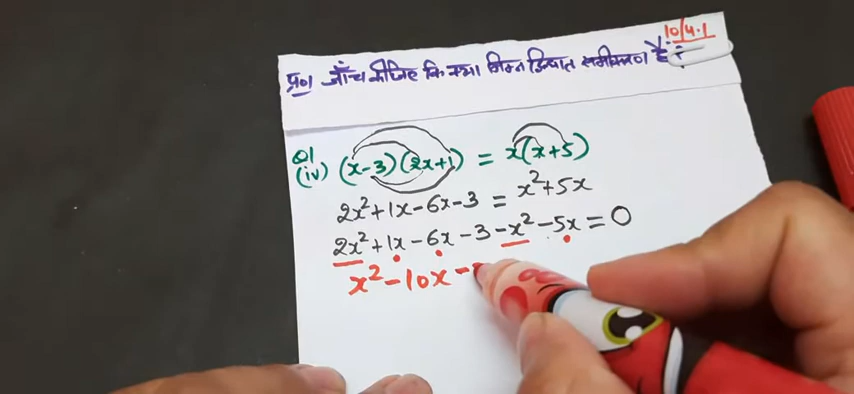 10/4.1
प्र०1 जाँच कीजिए कि क्या निम्न द्विघात समीकरण हैं :
Q1
(iv) (x-3)(2x+1) = x(x+5)
2x²+1x-6x-3 = x²+5x
2x²+1x-6x-3-x²-5x=0
x²-10x-